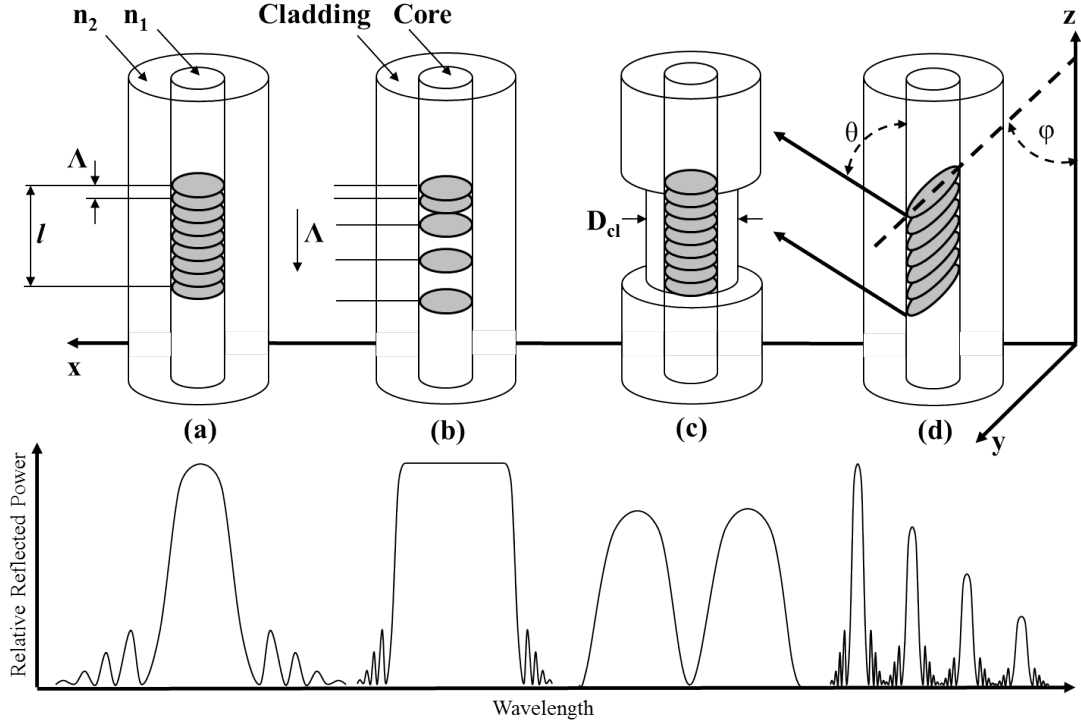 n2 n1 Cladding Core z
θ φ
Λ
l Λ Dcl
x
(a) (b) (c) (d) y
Relative Reflected Power
Wavelength